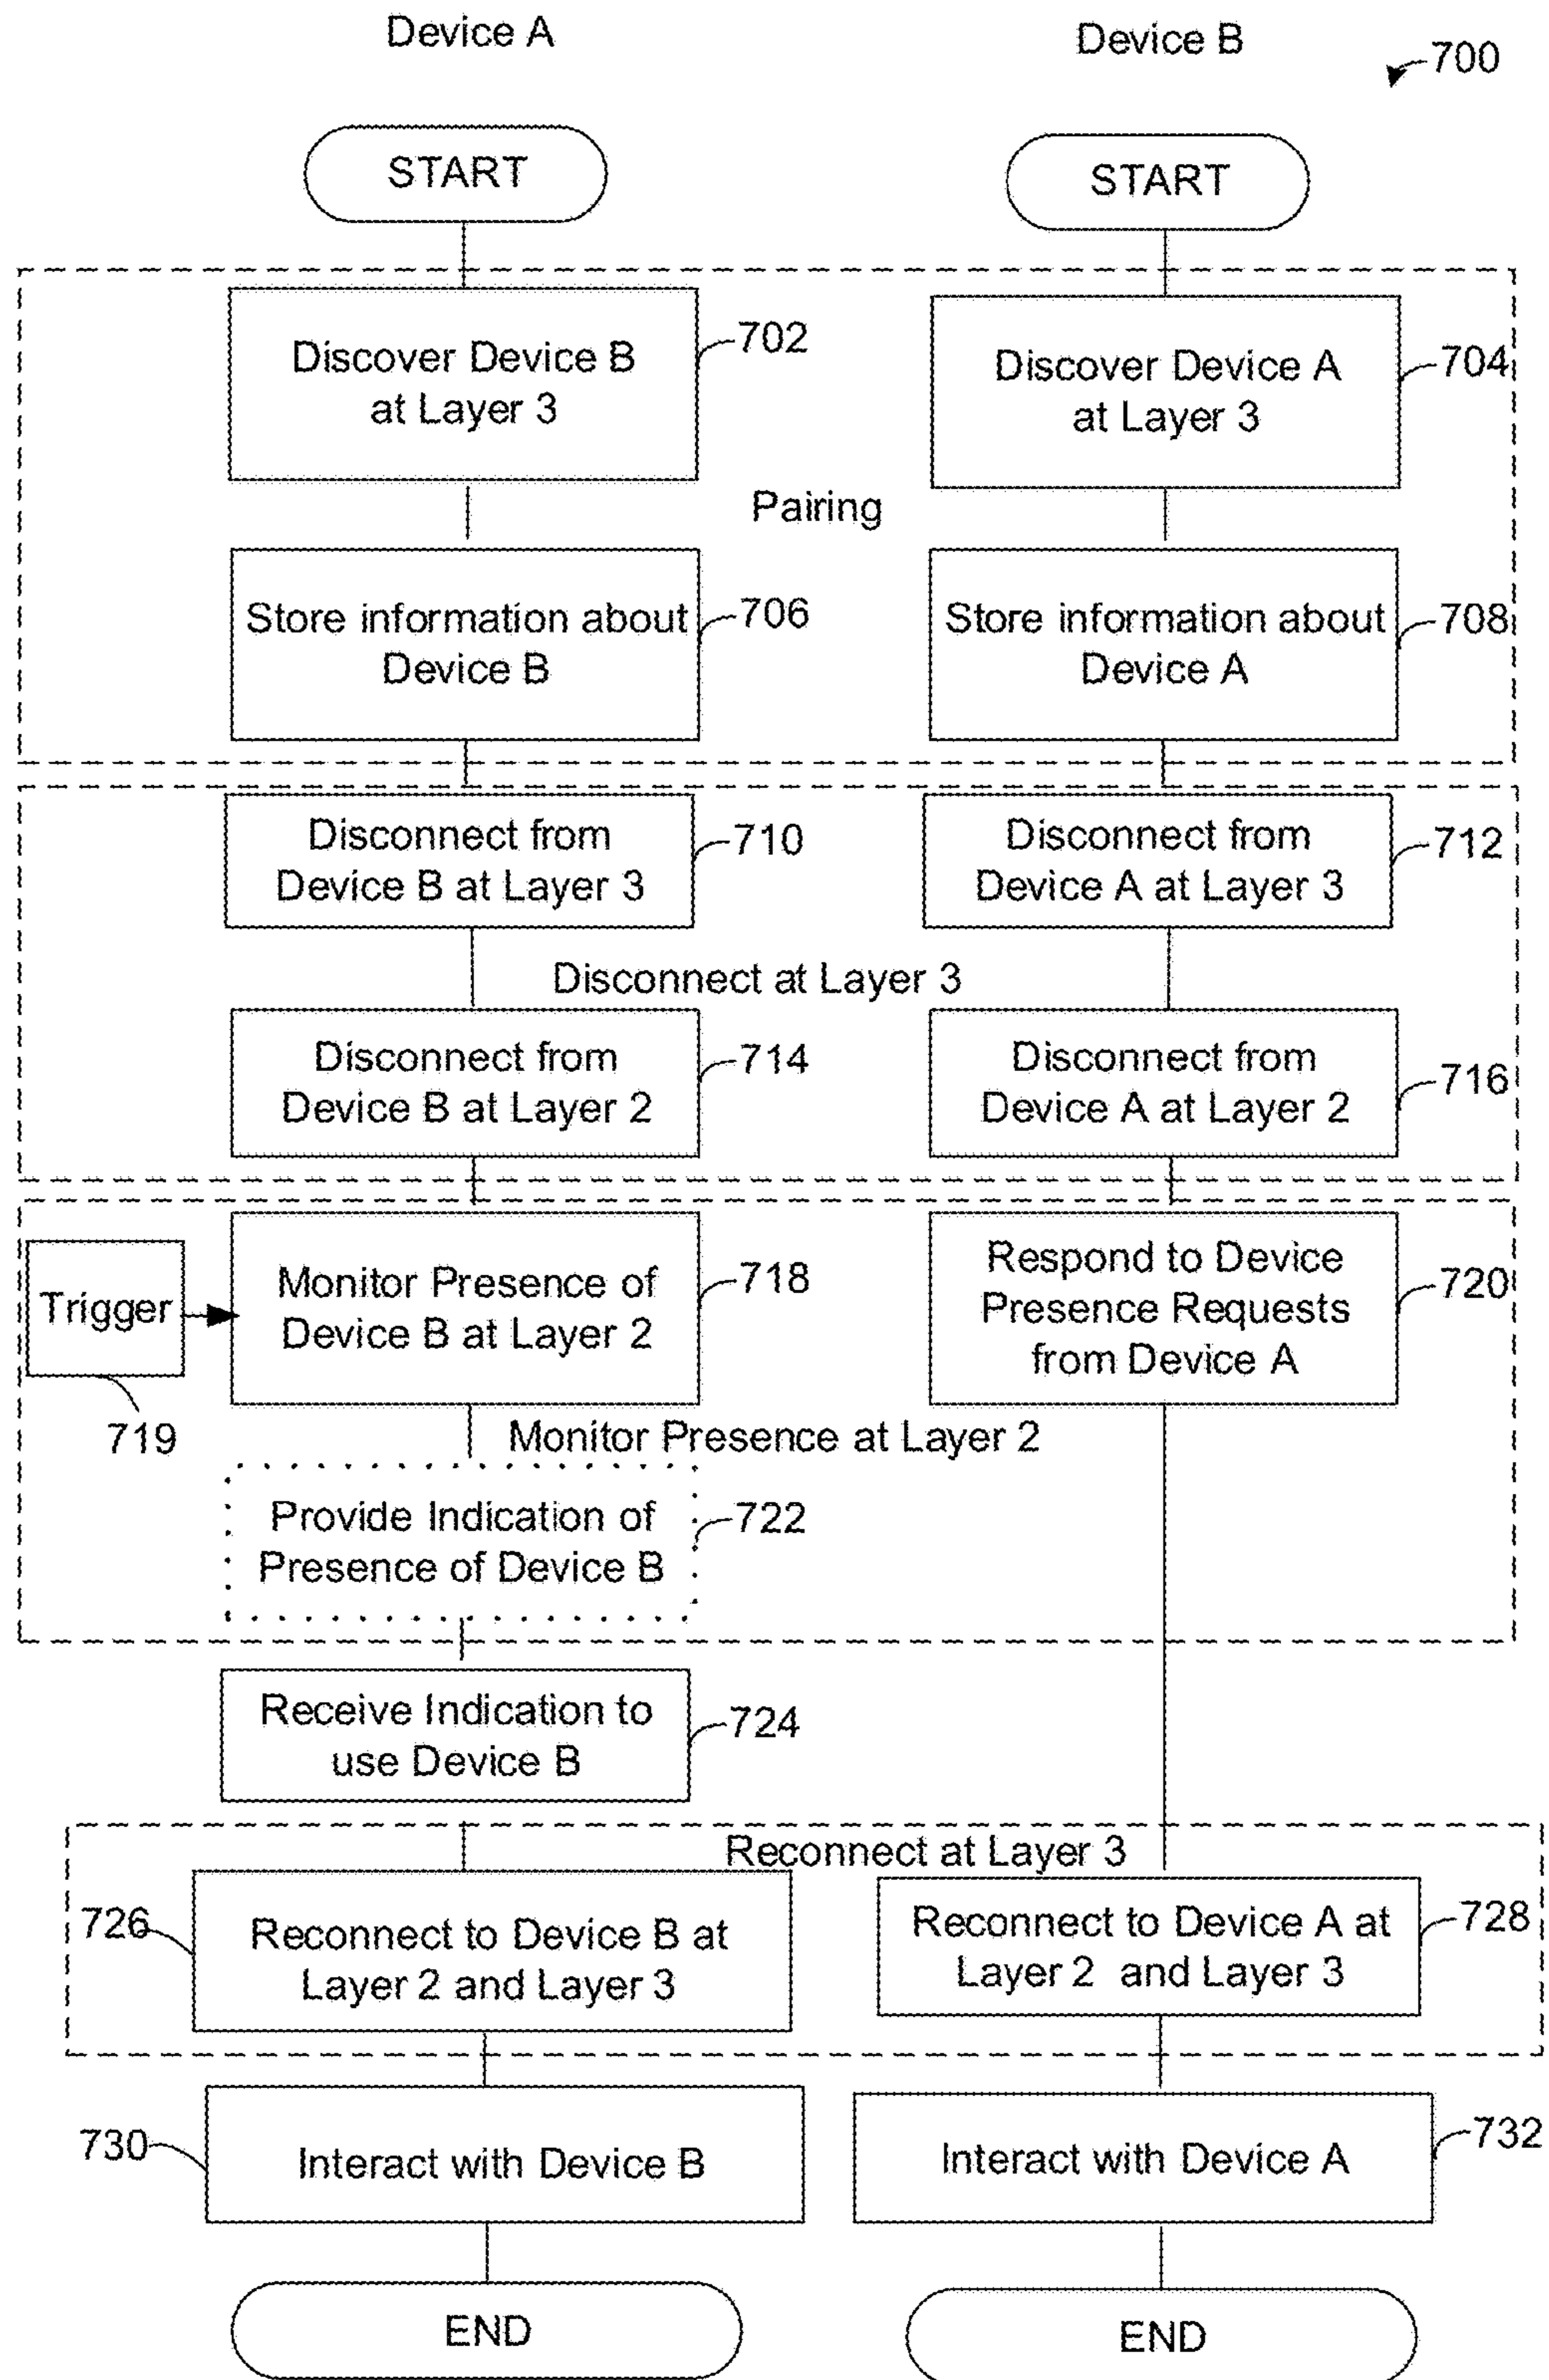 Device A
Device B
700
START
START
Discover Device B
at Layer 3
702
Discover Device A
at Layer 3
704
Pairing
Store information about
Device B
706
Store information about
Device A
708
Disconnect from
Device B at Layer 3
710
Disconnect from
Device A at Layer 3
712
Disconnect at Layer 3
Disconnect from
Device B at Layer 2
714
Disconnect from
Device A at Layer 2
716
Trigger
719
Monitor Presence of
Device B at Layer 2
718
Respond to Device
Presence Requests
from Device A
720
Monitor Presence at Layer 2
Provide Indication of
Presence of Device B
722
Receive Indication to
use Device B
724
Reconnect at Layer 3
726
Reconnect to Device B at
Layer 2 and Layer 3
Reconnect to Device A at
Layer 2 and Layer 3
728
730
Interact with Device B
Interact with Device A
732
END
END